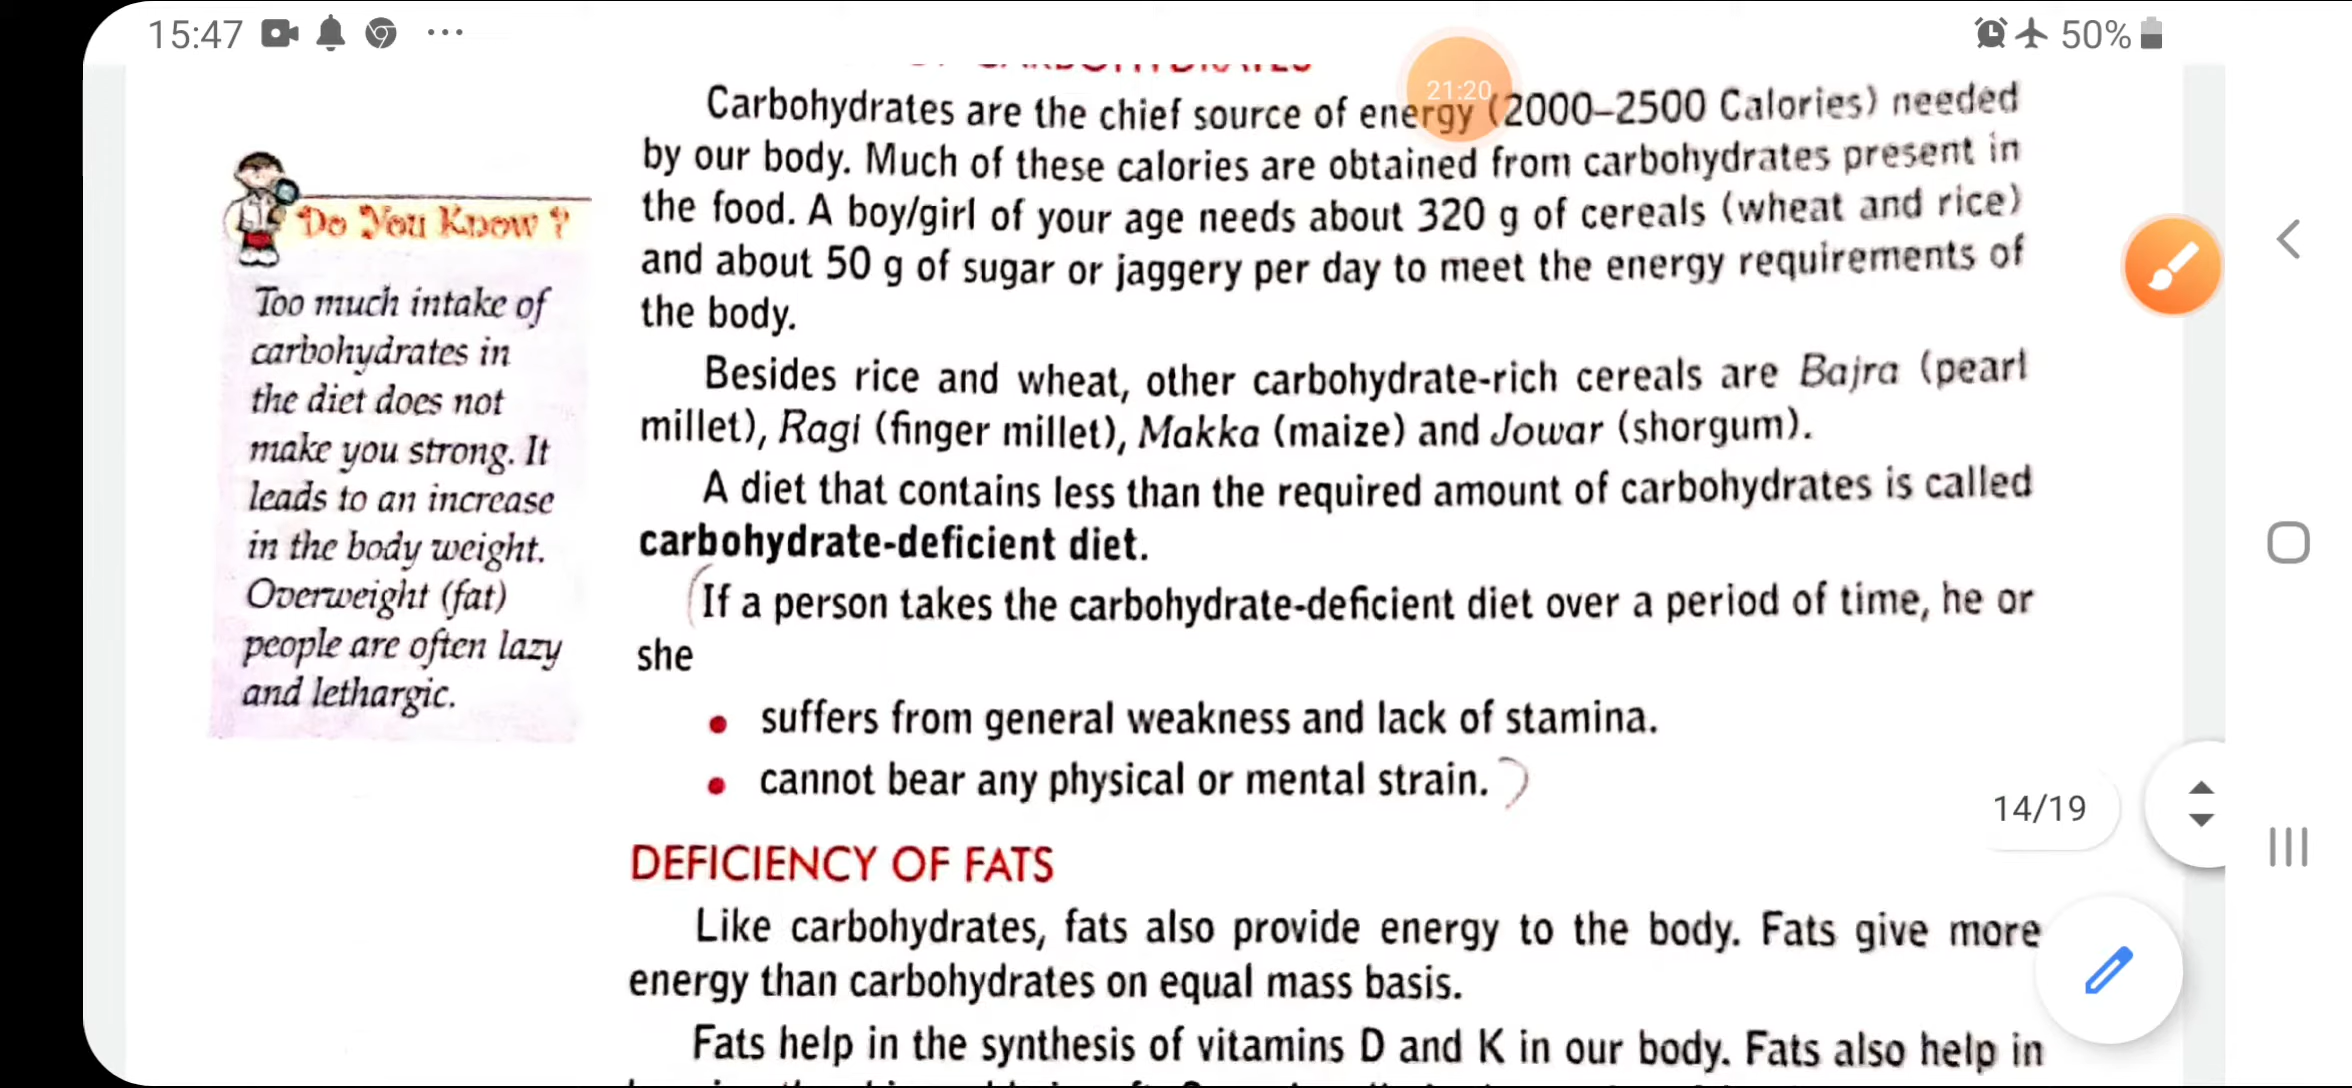 15:47
50%
21:20
Carbohydrates are the chief source of energy (2000–2500 Calories) needed
by our body. Much of these calories are obtained from carbohydrates present in
the food. A boy/girl of your age needs about 320 g of cereals (wheat and rice)
and about 50 g of sugar or jaggery per day to meet the energy requirements of
the body.
Besides rice and wheat, other carbohydrate-rich cereals are Bajra (pearl
millet), Ragi (finger millet), Makka (maize) and Jowar (shorgum).
A diet that contains less than the required amount of carbohydrates is called
carbohydrate-deficient diet.
If a person takes the carbohydrate-deficient diet over a period of time, he or
she
• suffers from general weakness and lack of stamina.
• cannot bear any physical or mental strain.
DEFICIENCY OF FATS
Like carbohydrates, fats also provide energy to the body. Fats give more
energy than carbohydrates on equal mass basis.
Fats help in the synthesis of vitamins D and K in our body. Fats also help in
Do You Know ?
Too much intake of
carbohydrates in
the diet does not
make you strong. It
leads to an increase
in the body weight.
Overweight (fat)
people are often lazy
and lethargic.
14/19